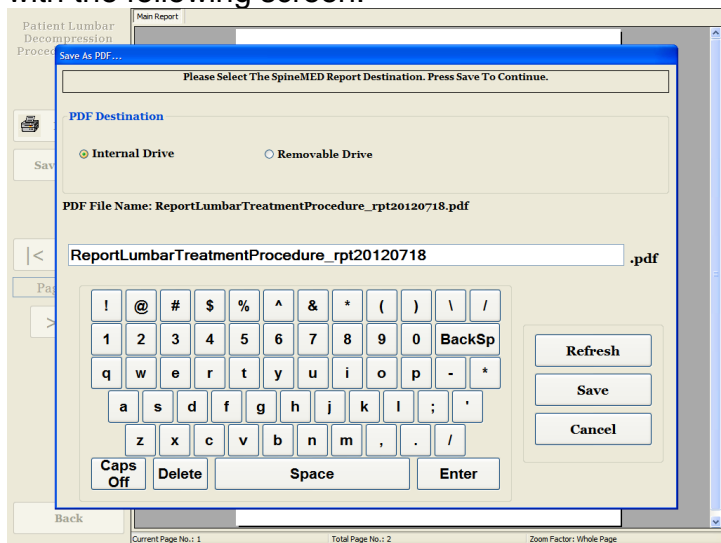 with the following screen:
Main Report
Patient Lumbar
Decompression
Save As PDF...
Please Select The SpineMED Report Destination. Press Save To Continue.
PDF Destination
Internal Drive
Removable Drive
PDF File Name: ReportLumbarTreatmentProcedure_rpt20120718.pdf
ReportLumbarTreatmentProcedure_rpt20120718
.pdf
|<
>
! @ # $ % ^ & * ( ) \ /
1 2 3 4 5 6 7 8 9 0 BackSp
q w e r t y u i o p - *
a s d f g h j k l ; '
z x c v b n m , . /
Caps Off Delete Space Enter
Refresh
Save
Cancel
Back
Current Page No.: 1
Total Page No.: 2
Zoom Factor: Whole Page